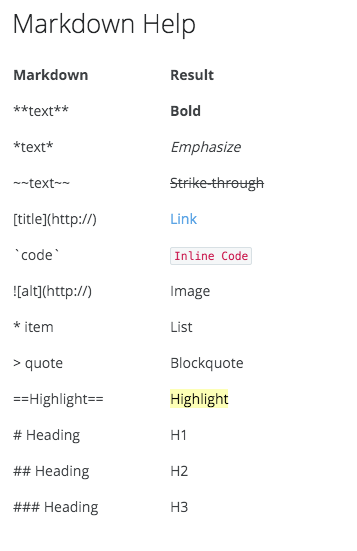 Markdown Help
Markdown Result
**text** Bold
*text* Emphasize
~~text~~ Strike-through
[title](http://) Link
`code` Inline Code
![alt](http://) Image
* item List
> quote Blockquote
==Highlight== Highlight
# Heading H1
## Heading H2
### Heading H3